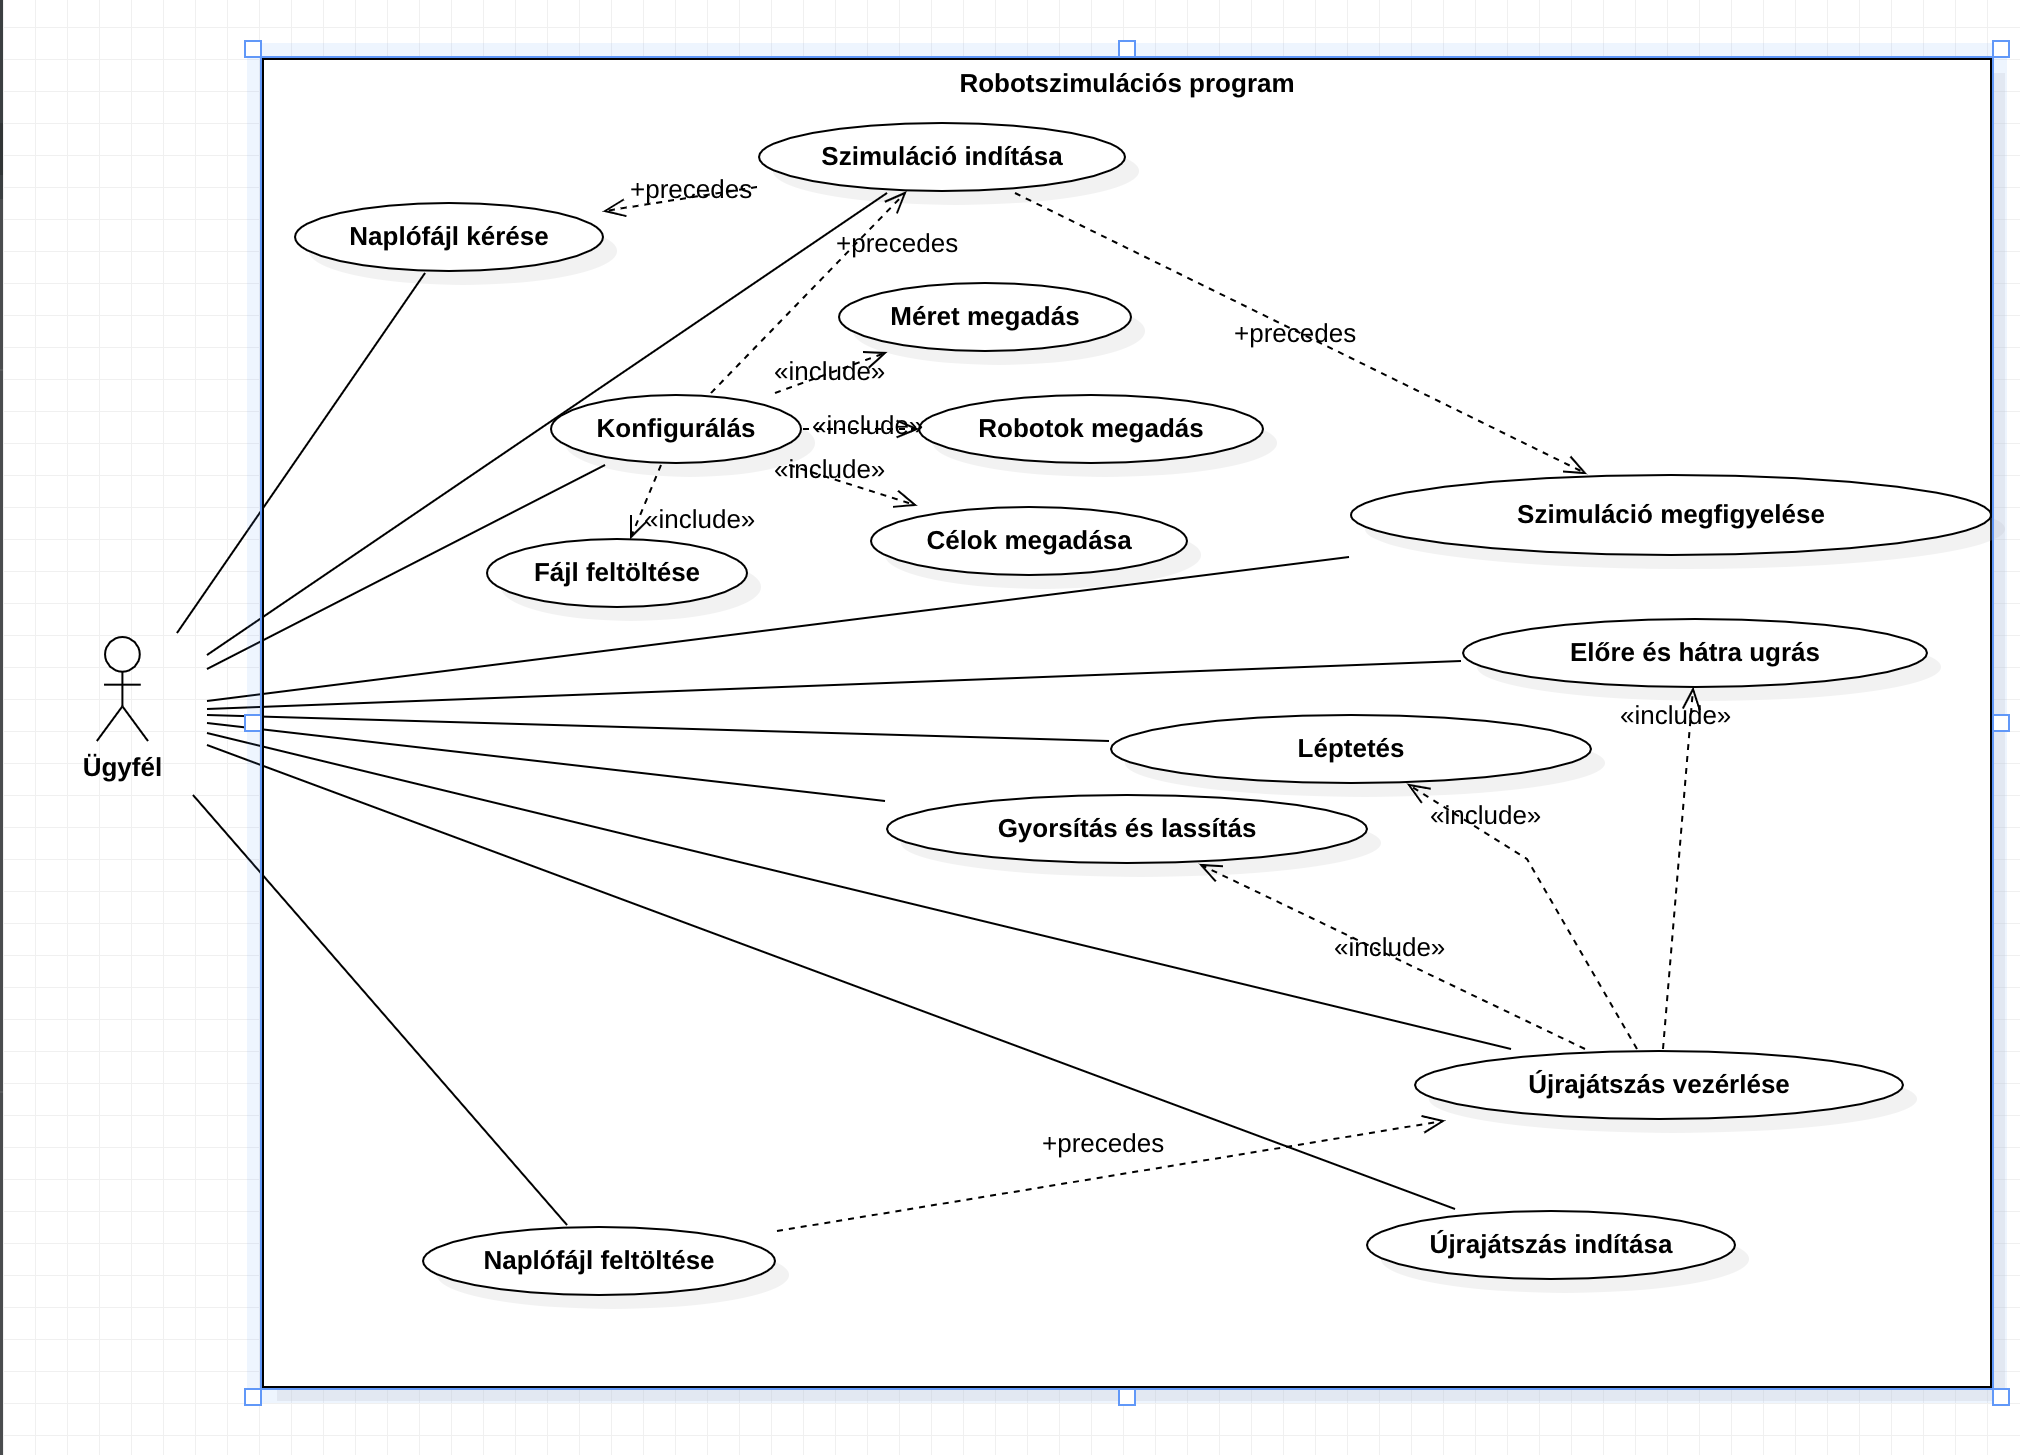 Robotszimulációs program
Szimuláció indítása
+precedes
Naplófájl kérése
+precedes
Méret megadás
+precedes
«include»
Konfigurálás
«include»
Robotok megadás
«include»
Szimuláció megfigyelése
«include»
Célok megadása
Fájl feltöltése
Előre és hátra ugrás
«include»
Léptetés
Ügyfél
«include»
Gyorsítás és lassítás
«include»
Újrajátszás vezérlése
+precedes
Újrajátszás indítása
Naplófájl feltöltése